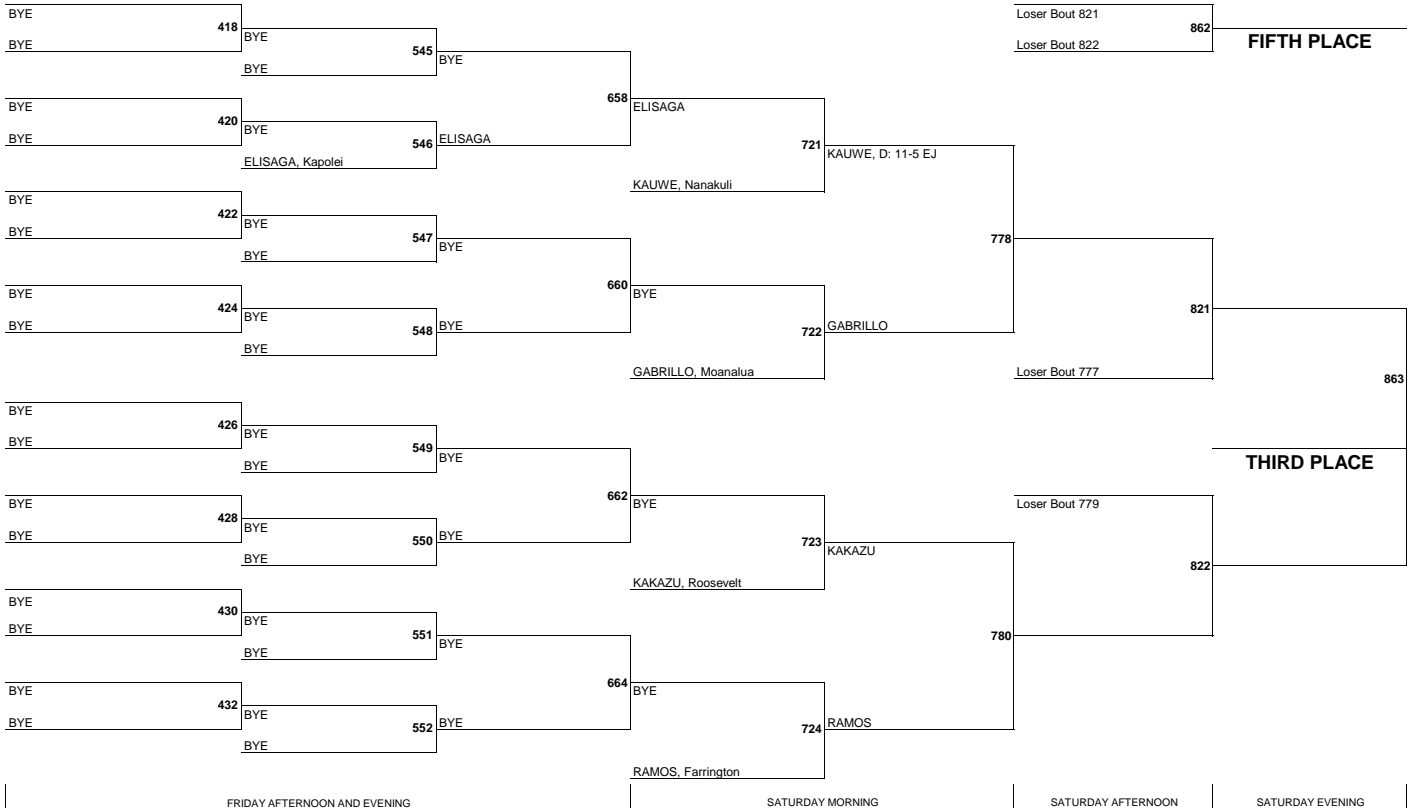 BYE
Loser Bout 821
418
862
BYE
BYE
Loser Bout 822
FIFTH PLACE
545
BYE
BYE
BYE
658
ELISAGA
420
BYE
BYE
546
ELISAGA
721
KAUWE, D: 11-5 EJ
ELISAGA, Kapolei
KAUWE, Nanakuli
BYE
422
BYE
BYE
547
BYE
778
BYE
BYE
660
BYE
424
BYE
821
BYE
548
BYE
722
GABRILLO
BYE
GABRILLO, Moanalua
Loser Bout 777
863
BYE
426
BYE
BYE
549
BYE
BYE
THIRD PLACE
BYE
662
BYE
Loser Bout 779
428
BYE
BYE
550
BYE
723
KAKAZU
BYE
822
KAKAZU, Roosevelt
BYE
430
BYE
BYE
551
BYE
780
BYE
BYE
664
BYE
432
BYE
BYE
552
BYE
724
RAMOS
BYE
RAMOS, Farrington
FRIDAY AFTERNOON AND EVENING
SATURDAY MORNING
SATURDAY AFTERNOON
SATURDAY EVENING